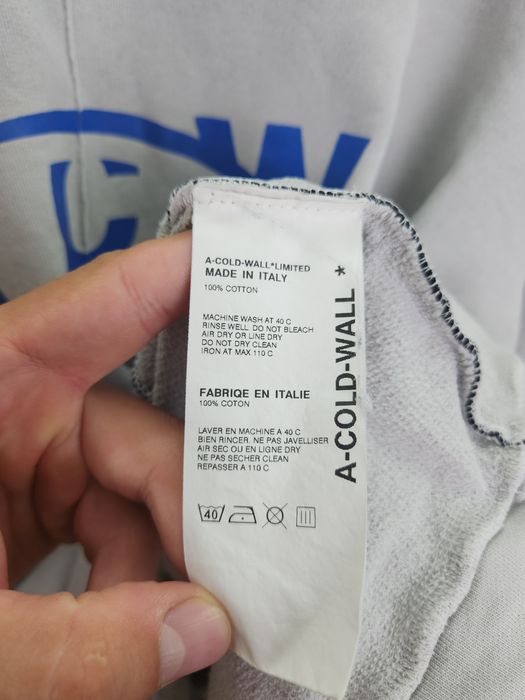 CW
A-COLD-WALL*LIMITED
MADE IN ITALY
100% COTTON
MACHINE WASH AT 40 C
RINSE WELL. DO NOT BLEACH
AIR DRY OR LINE DRY
DO NOT DRY CLEAN
IRON AT MAX 110 C
FABRIQE EN ITALIE
100% COTON
LAVER EN MACHINE A 40 C
BIEN RINCER. NE PAS JAVELLISER
AIR SEC OU EN LIGNE DRY
NE PAS SECHER CLEAN
REPASSER A 110 C
40
A-COLD-WALL*